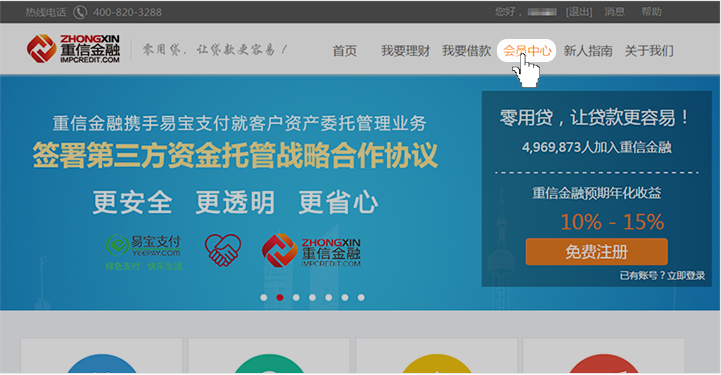 热线电话 400-820-3288 您好， [退出] 消息 帮助
ZHONGXIN
重信金融
IMPCREDIT.COM
零用贷，让贷款更容易！
首页 我要理财 我要借款 会员中心 新人指南 关于我们
重信金融携手易宝支付就客户资产委托管理业务
签署第三方资金托管战略合作协议
更安全 更透明 更省心
易宝支付
YEEPAY.COM
绿色支付 快乐生活
ZHONGXIN
重信金融
IMPCREDIT.COM
零用贷，让贷款更容易！
4,969,873人加入重信金融
重信金融预期年化收益
10% - 15%
免费注册
已有账号？立即登录